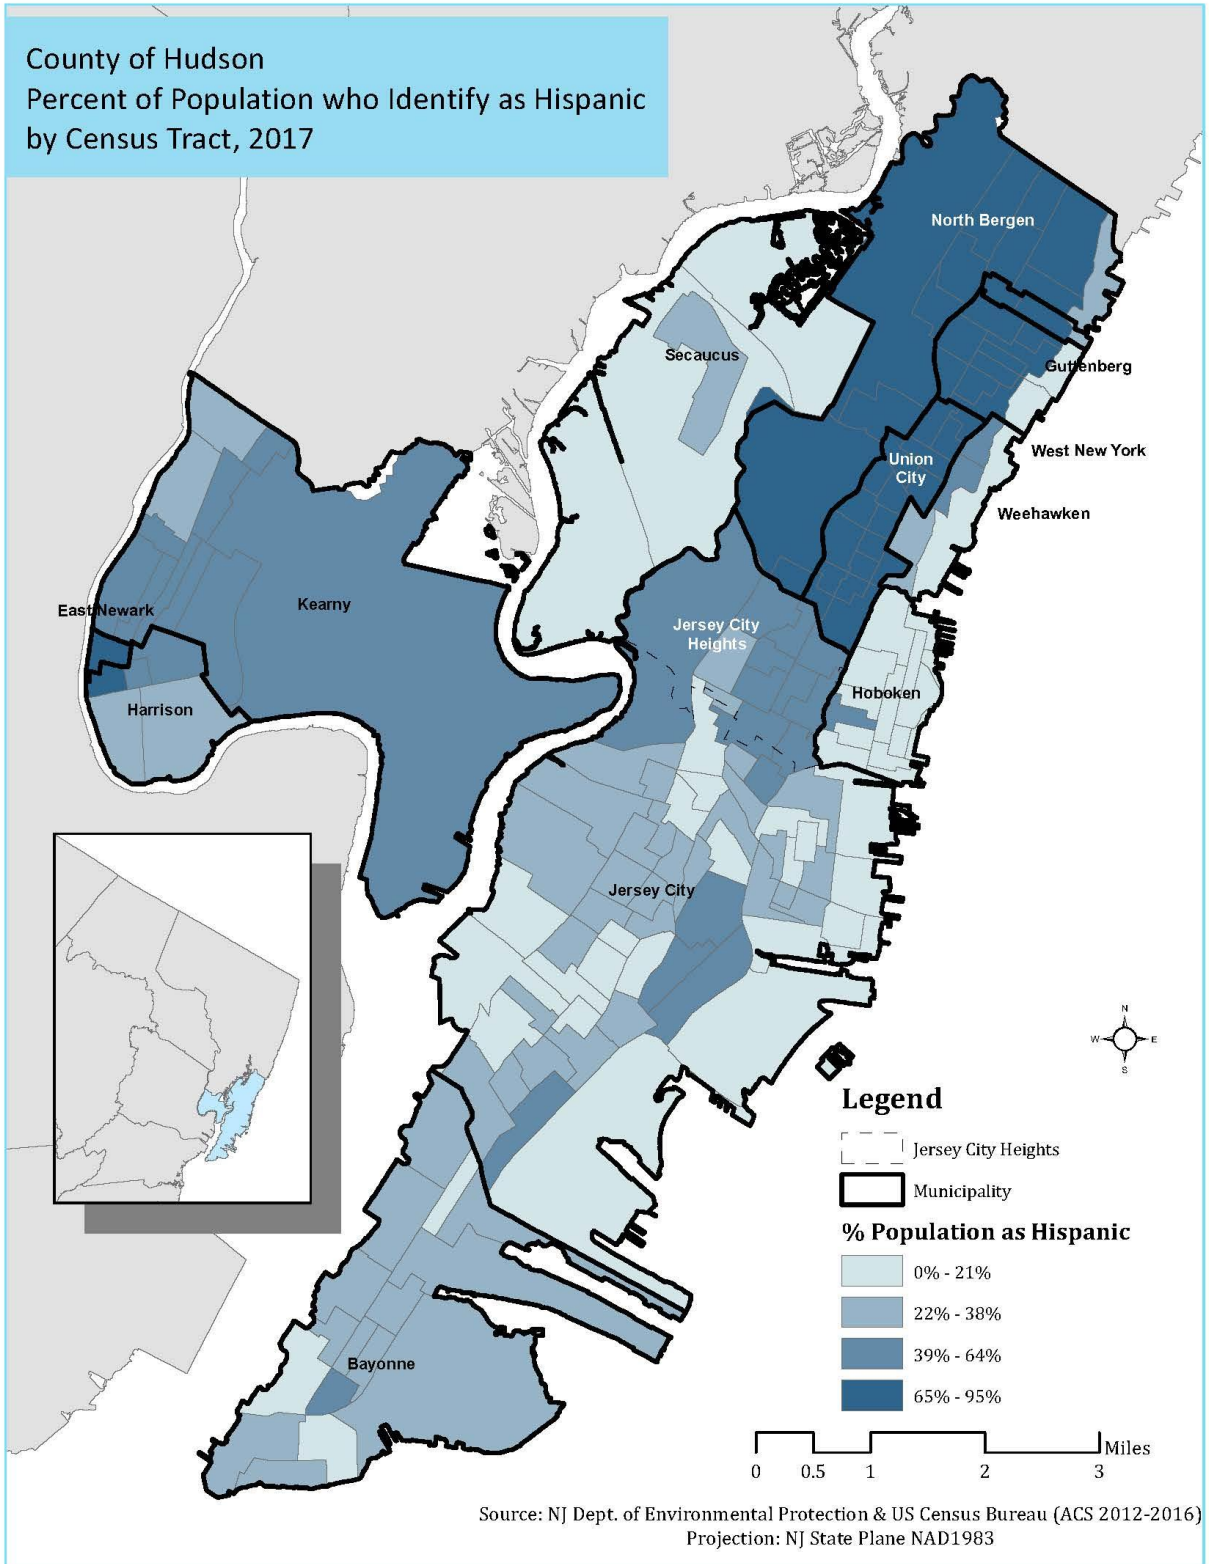 County of Hudson
Percent of Population who Identify as Hispanic
by Census Tract, 2017
North Bergen
Secaucus
Guttenberg
West New York
Union
City
Weehawken
East Newark
Kearny
Jersey City
Heights
Hoboken
Harrison
Jersey City
Bayonne
N
W
E
S
Legend
Jersey City Heights
Municipality
% Population as Hispanic
0% - 21%
22% - 38%
39% - 64%
65% - 95%
Miles
0 0.5 1 2 3
Source: NJ Dept. of Environmental Protection & US Census Bureau (ACS 2012-2016)
Projection: NJ State Plane NAD1983